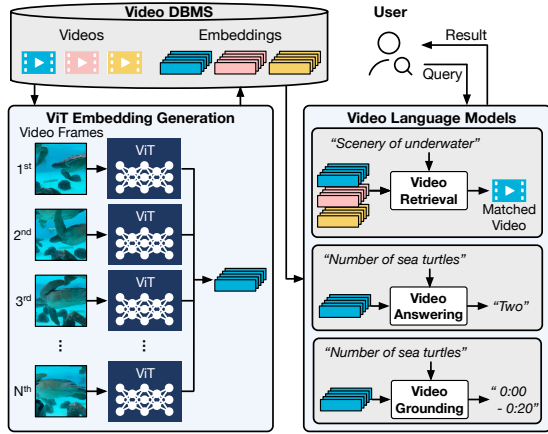 Video DBMS
Videos
Embeddings
User
Result
Query
ViT Embedding Generation
Video Frames
1st
ViT
2nd
ViT
3rd
ViT
⋮
⋮
Nth
ViT
Video Language Models
“Scenery of underwater”
Video
Retrieval
Matched
Video
“Number of sea turtles”
Video
Answering
“Two”
“Number of sea turtles”
Video
Grounding
“ 0:00
- 0:20”